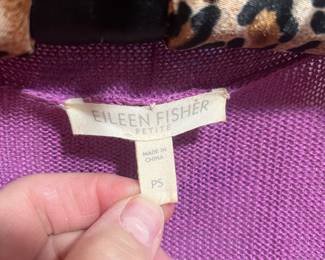 EILEEN FISHER
PETITE
MADE IN
CHINA
PS